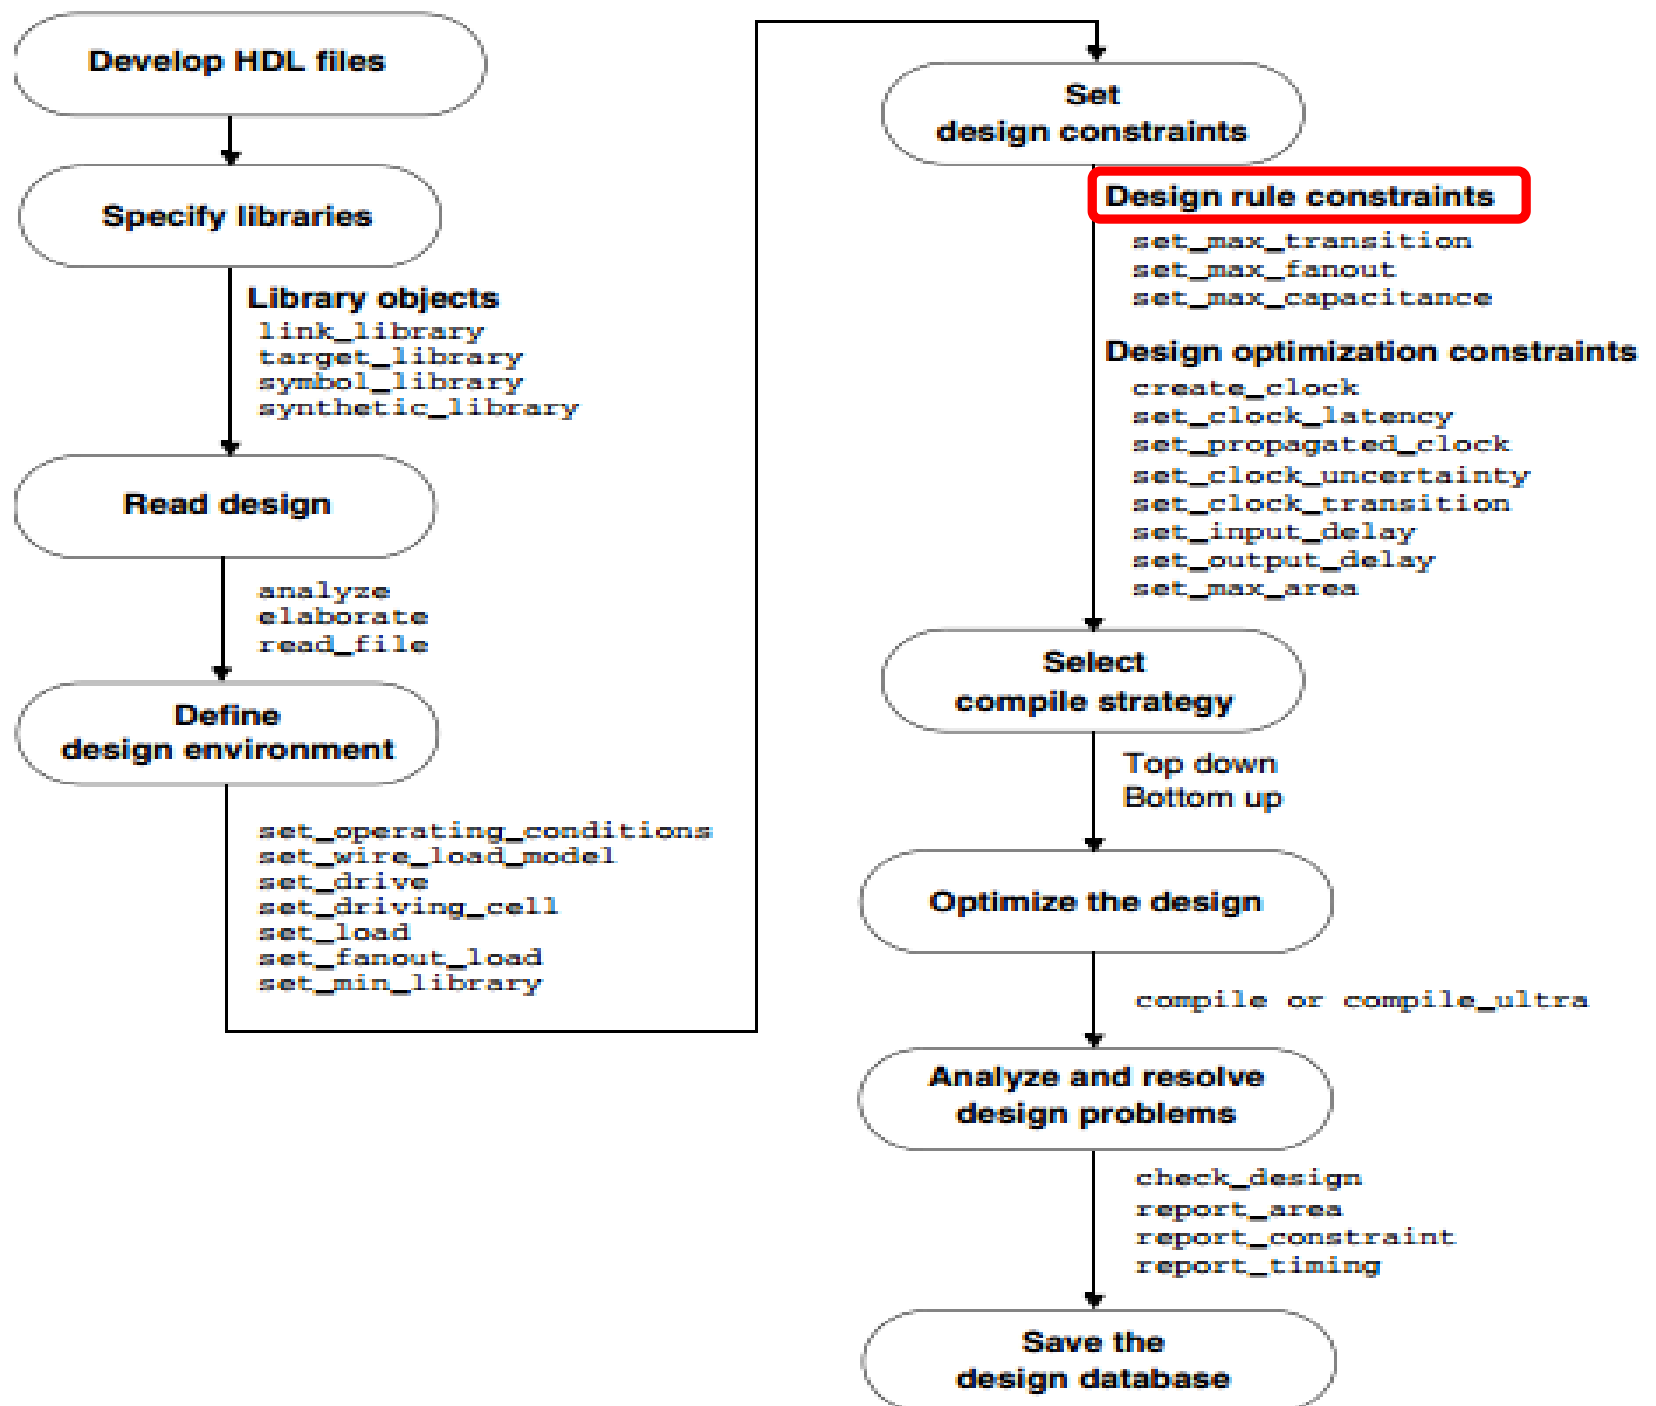 Develop HDL files
Specify libraries
Library objects
link_library
target_library
symbol_library
synthetic_library
Read design
analyze
elaborate
read_file
Define
design environment
set_operating_conditions
set_wire_load_model
set_drive
set_driving_cell
set_load
set_fanout_load
set_min_library
Set
design constraints
Design rule constraints
set_max_transition
set_max_fanout
set_max_capacitance
Design optimization constraints
create_clock
set_clock_latency
set_propagated_clock
set_clock_uncertainty
set_clock_transition
set_input_delay
set_output_delay
set_max_area
Select
compile strategy
Top down
Bottom up
Optimize the design
compile or compile_ultra
Analyze and resolve
design problems
check_design
report_area
report_constraint
report_timing
Save the
design database